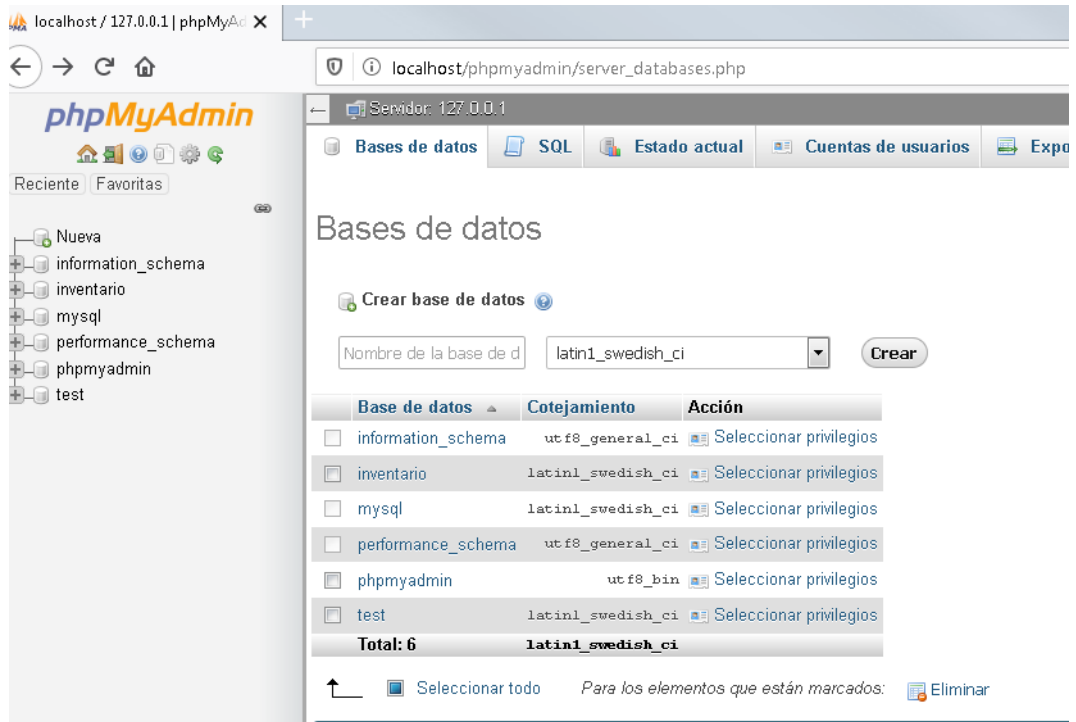 localhost / 127.0.0.1 | phpMyAd
localhost/phpmyadmin/server_databases.php
phpMyAdmin
Reciente Favoritas
Nueva
information_schema
inventario
mysql
performance_schema
phpmyadmin
test
Servidor: 127.0.0.1
Bases de datos SQL Estado actual Cuentas de usuarios Expo
Bases de datos
Crear base de datos
Nombre de la base de d latin1_swedish_ci Crear
Base de datos Cotejamiento Acción
information_schema utf8_general_ci Seleccionar privilegios
inventario latin1_swedish_ci Seleccionar privilegios
mysql latin1_swedish_ci Seleccionar privilegios
performance_schema utf8_general_ci Seleccionar privilegios
phpmyadmin utf8_bin Seleccionar privilegios
test latin1_swedish_ci Seleccionar privilegios
Total: 6 latin1_swedish_ci
Seleccionar todo Para los elementos que están marcados: Eliminar